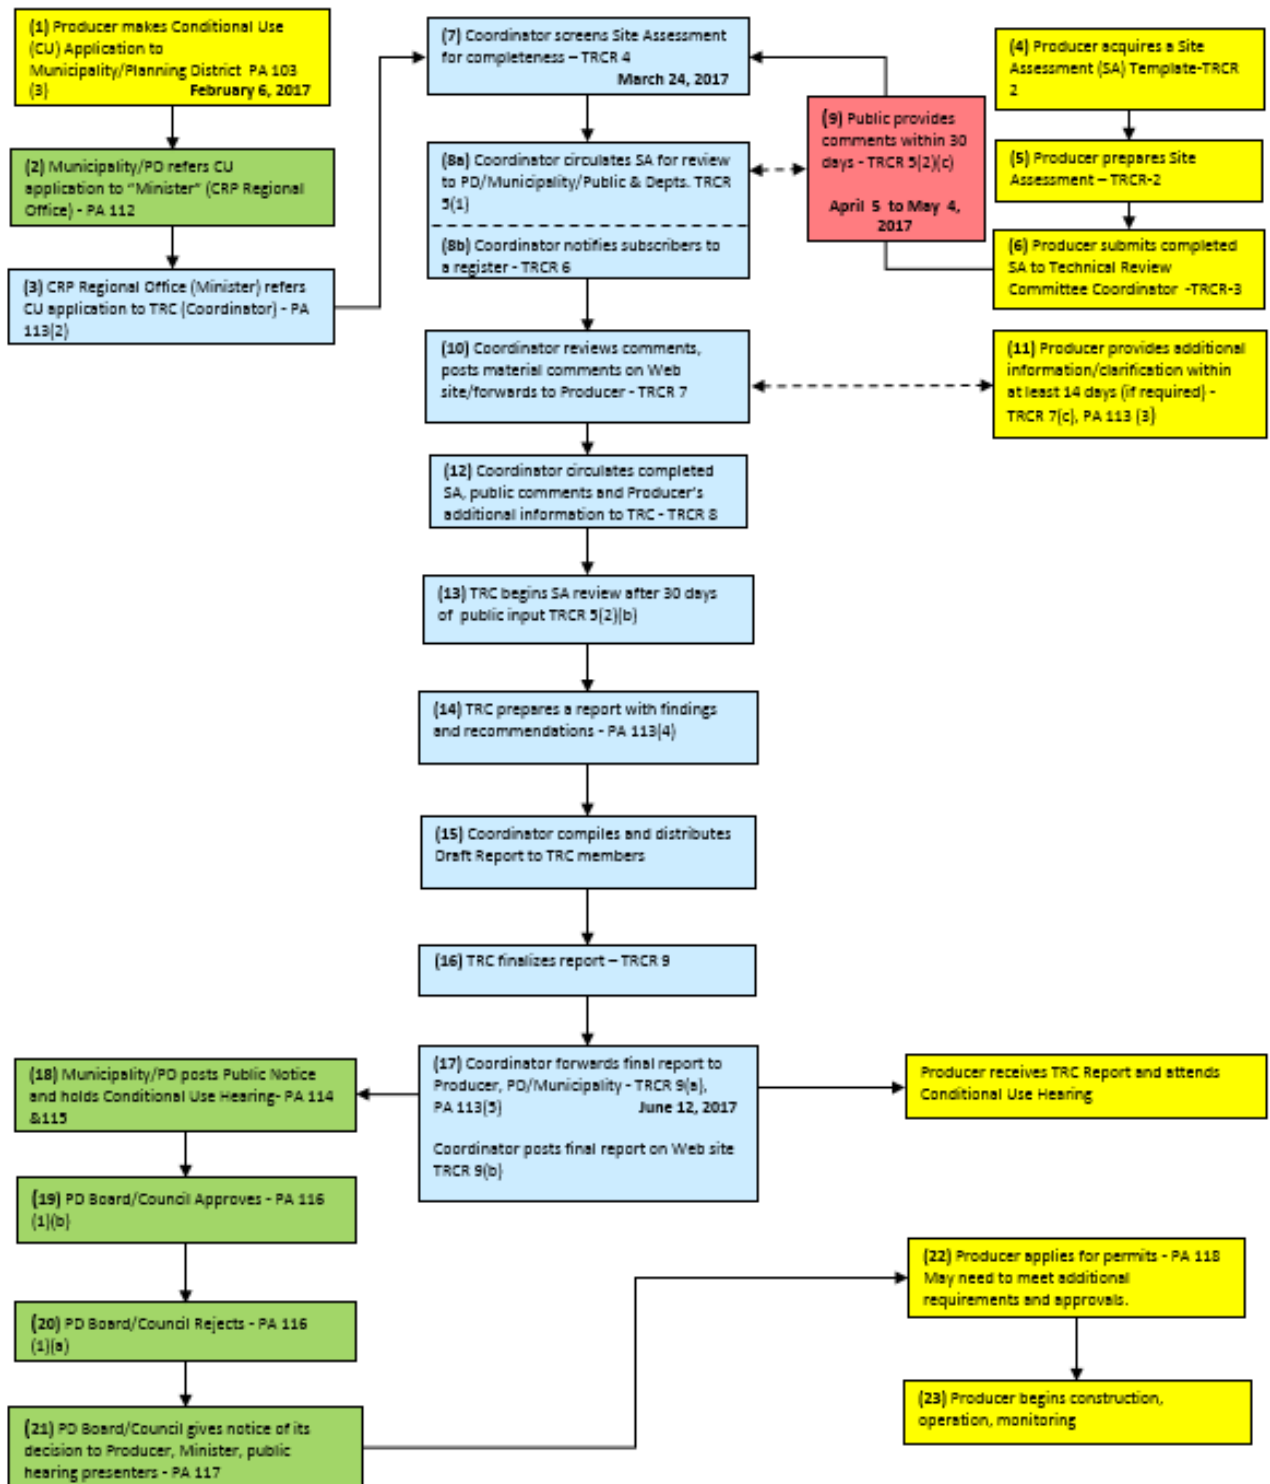 (1) Producer makes Conditional Use
(CU) Application to
Municipality/Planning District PA 103
(3) February 6, 2017
(2) Municipality/PD refers CU
application to "Minister" (CRP Regional
Office) - PA 112
(3) CRP Regional Office (Minister) refers
CU application to TRC (Coordinator) - PA
113(2)
(4) Producer acquires a Site
Assessment (SA) Template-TRCR
2
(5) Producer prepares Site
Assessment – TRCR-2
(6) Producer submits completed
SA to Technical Review
Committee Coordinator -TRCR-3
(7) Coordinator screens Site Assessment
for completeness – TRCR 4
March 24, 2017
(8a) Coordinator circulates SA for review
to PD/Municipality/Public & Depts. TRCR
5(1)
(8b) Coordinator notifies subscribers to
a register - TRCR 6
(9) Public provides
comments within 30
days - TRCR 5(2)(c)
April 5 to May 4,
2017
(10) Coordinator reviews comments,
posts material comments on Web
site/forwards to Producer - TRCR 7
(11) Producer provides additional
information/clarification within
at least 14 days (if required) -
TRCR 7(c), PA 113 (3)
(12) Coordinator circulates completed
SA, public comments and Producer's
additional information to TRC - TRCR 8
(13) TRC begins SA review after 30 days
of public input TRCR 5(2)(b)
(14) TRC prepares a report with findings
and recommendations - PA 113(4)
(15) Coordinator compiles and distributes
Draft Report to TRC members
(16) TRC finalizes report – TRCR 9
(17) Coordinator forwards final report to
Producer, PD/Municipality - TRCR 9(a),
PA 113(5) June 12, 2017
Coordinator posts final report on Web site
TRCR 9(b)
Producer receives TRC Report and attends
Conditional Use Hearing
(18) Municipality/PD posts Public Notice
and holds Conditional Use Hearing- PA 114
&115
(19) PD Board/Council Approves - PA 116
(1)(b)
(20) PD Board/Council Rejects - PA 116
(1)(a)
(21) PD Board/Council gives notice of its
decision to Producer, Minister, public
hearing presenters - PA 117
(22) Producer applies for permits - PA 118
May need to meet additional
requirements and approvals.
(23) Producer begins construction,
operation, monitoring